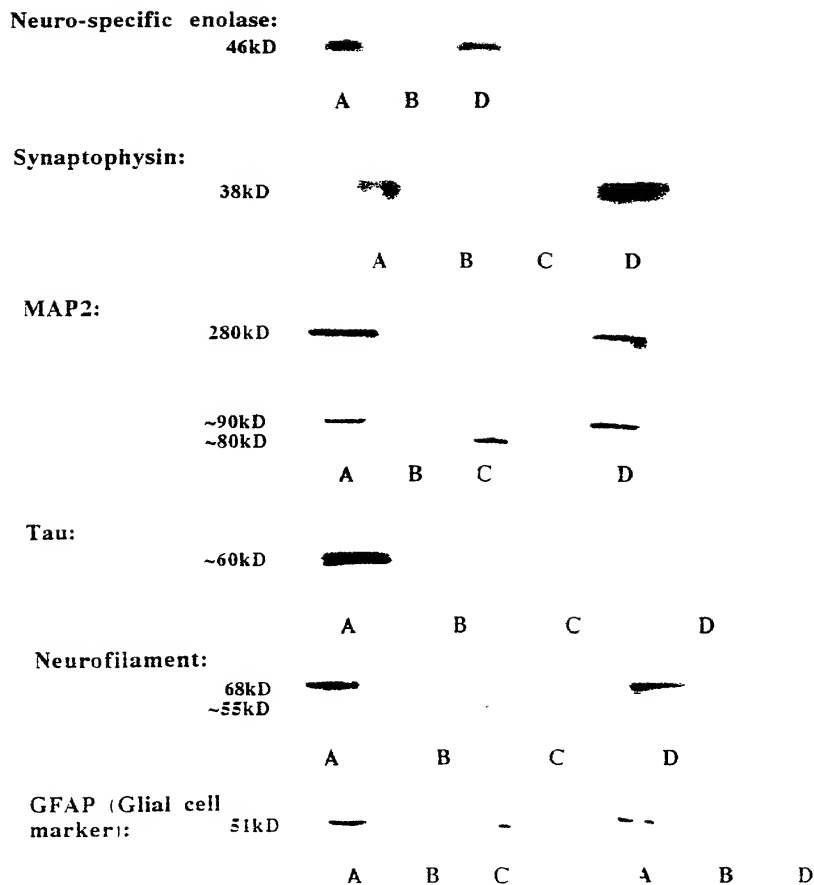 Neuro-specific enolase:
46kD
A B D
Synaptophysin:
38kD
A B C D
MAP2:
280kD
~90kD
~80kD
A B C D
Tau:
~60kD
A B C D
Neurofilament:
68kD
~55kD
A B C D
GFAP (Glial cell
marker):
51kD
A B C A B D